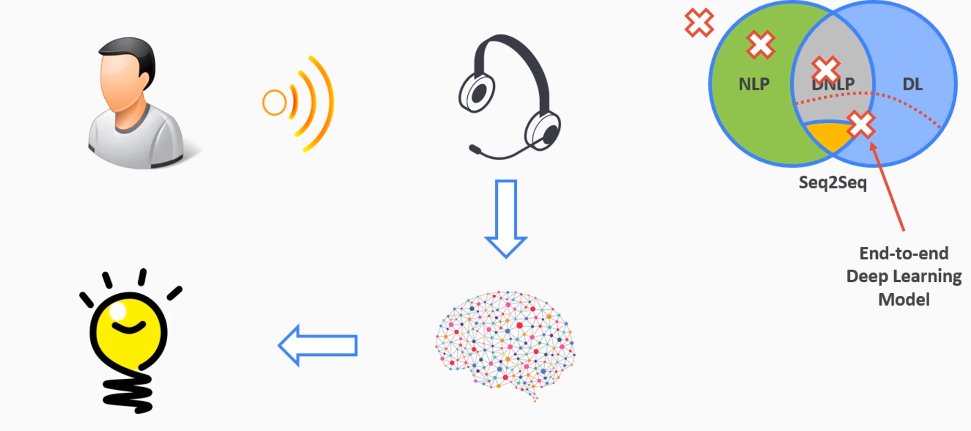 NLP
DNLP
DL
Seq2Seq
End-to-end
Deep Learning
Model